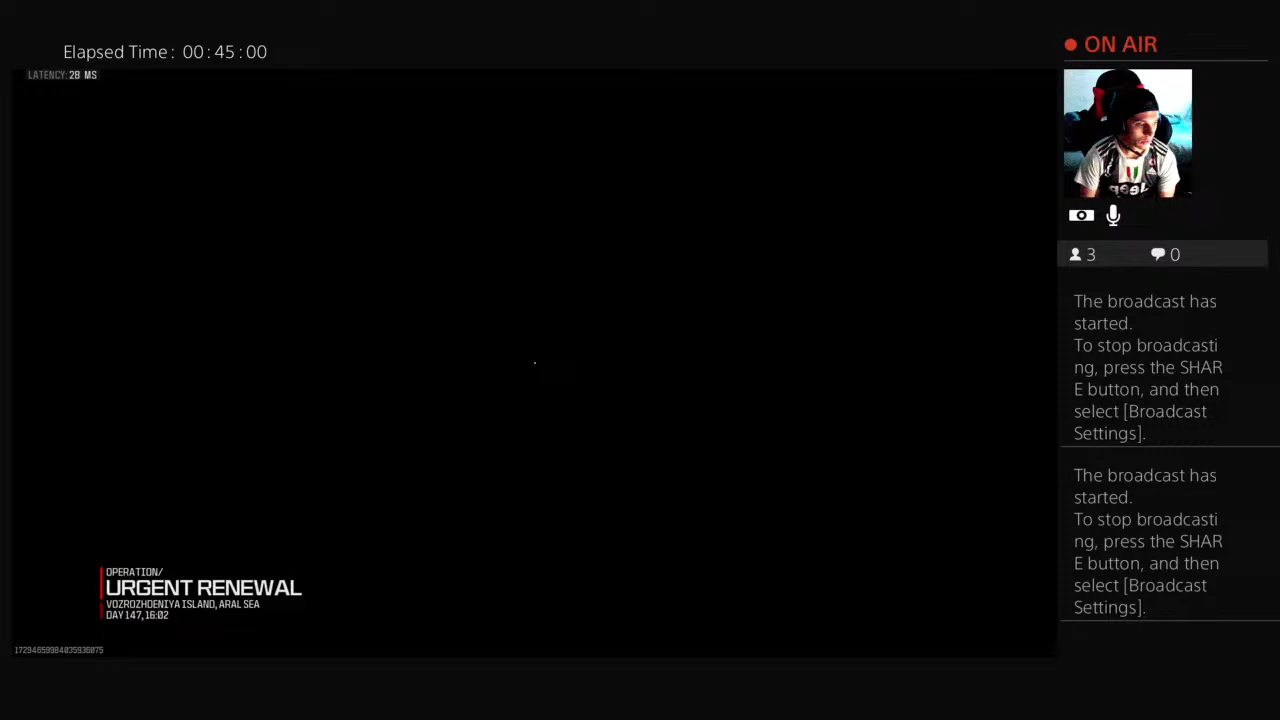 Elapsed Time: 00:45:00
ON AIR
LATENCY: 28 MS
3
0
The broadcast has
started.
To stop broadcasti
ng, press the SHAR
E button, and then
select [Broadcast
Settings].
The broadcast has
started.
To stop broadcasti
ng, press the SHAR
E button, and then
select [Broadcast
Settings].
OPERATION/
URGENT RENEWAL
VOZROZHDENIYA ISLAND, ARAL SEA
DAY 147, 16:02
17294659984035936075